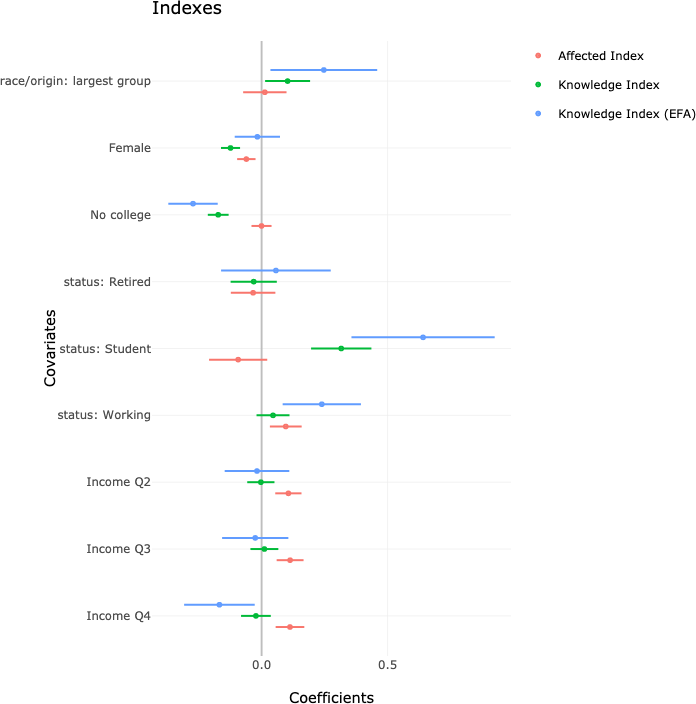 Indexes
race/origin: largest group
Female
No college
status: Retired
status: Student
status: Working
Income Q2
Income Q3
Income Q4
Covariates
0.0
0.5
Coefficients
Affected Index
Knowledge Index
Knowledge Index (EFA)